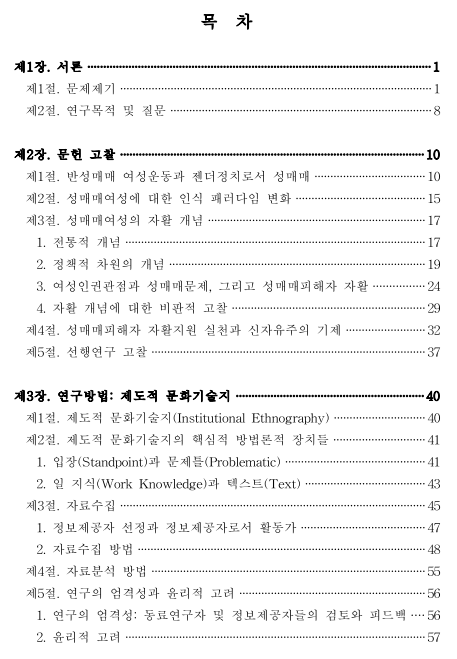 목 차
제1장. 서론 1
제1절. 문제제기 1
제2절. 연구목적 및 질문 8
제2장. 문헌 고찰 10
제1절. 반성매매 여성운동과 젠더정치로서 성매매 10
제2절. 성매매여성에 대한 인식 패러다임 변화 15
제3절. 성매매여성의 자활 개념 17
1. 전통적 개념 17
2. 정책적 차원의 개념 19
3. 여성인권관점과 성매매문제, 그리고 성매매피해자 자활 24
4. 자활 개념에 대한 비판적 고찰 29
제4절. 성매매피해자 자활지원 실천과 신자유주의 기제 32
제5절. 선행연구 고찰 37
제3장. 연구방법: 제도적 문화기술지 40
제1절. 제도적 문화기술지(Institutional Ethnography) 40
제2절. 제도적 문화기술지의 핵심적 방법론적 장치들 41
1. 입장(Standpoint)과 문제틀(Problematic) 41
2. 일 지식(Work Knowledge)과 텍스트(Text) 43
제3절. 자료수집 45
1. 정보제공자 선정과 정보제공자로서 활동가 47
2. 자료수집 방법 48
제4절. 자료분석 방법 55
제5절. 연구의 엄격성과 윤리적 고려 56
1. 연구의 엄격성: 동료연구자 및 정보제공자들의 검토와 피드백 56
2. 윤리적 고려 57